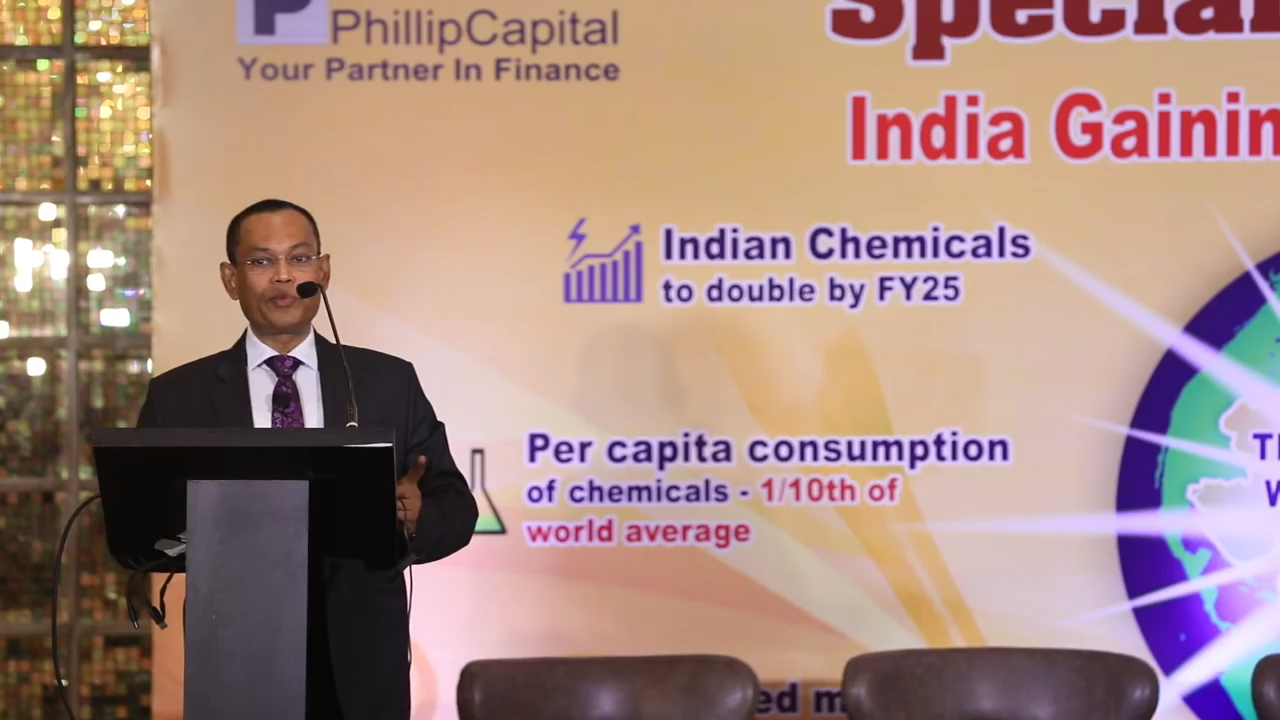 P
PhillipCapital
Your Partner In Finance
Special
India Gainin
Indian Chemicals
to double by FY25
Per capita consumption
of chemicals - 1/10th of
world average